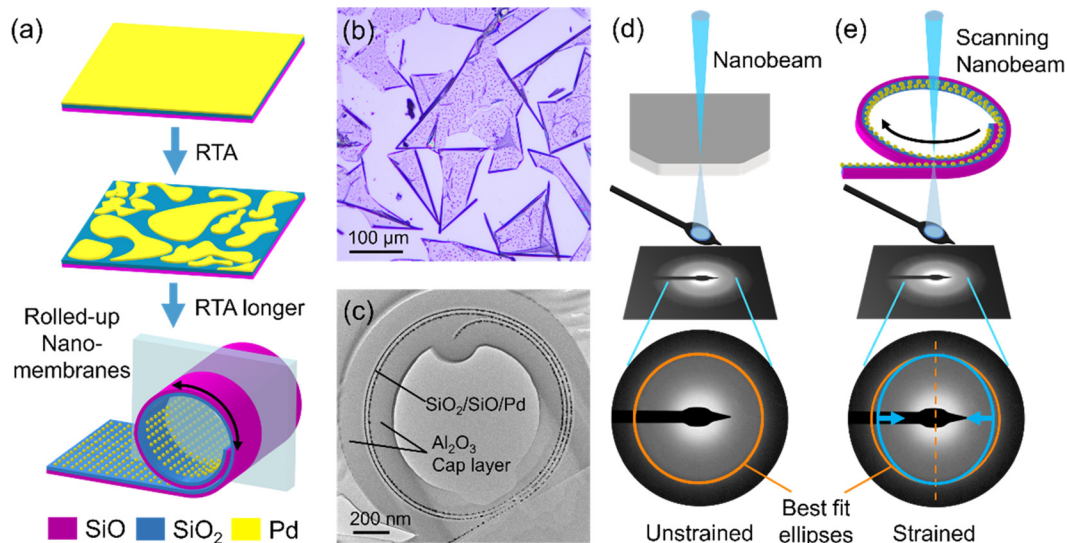 (a)
RTA
RTA longer
Rolled-up
Nano-
membranes
SiO
SiO₂
Pd
(b)
100 µm
(c)
SiO₂/SiO/Pd
Al₂O₃
Cap layer
200 nm
(d)
Nanobeam
Unstrained
(e)
Scanning
Nanobeam
Best fit
ellipses
Strained